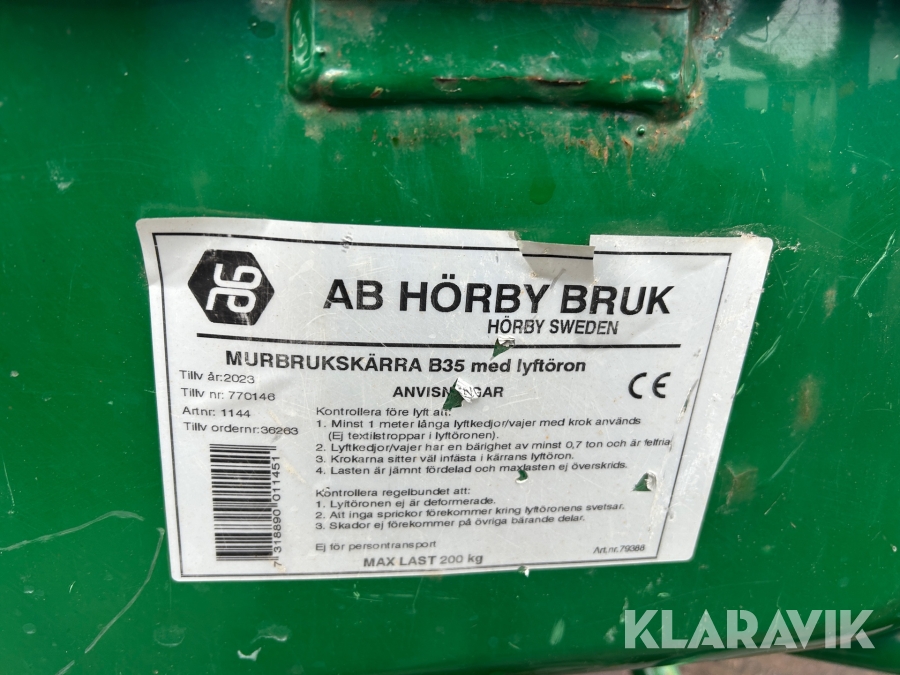 AB HÖRBY BRUK
HÖRBY SWEDEN
MURBRUKSKÄRRA B35 med lyftöron
Tillv år:2023
Tillv nr: 770146
Artnr: 1144
Tillv ordernr:36263
CE
ANVISNINGAR
Kontrollera före lyft att:
1. Minst 1 meter långa lyftkedjor/vajer med krok används
(Ej textilstroppar i lyftöronen).
2. Lyftkedjor/vajer har en bärighet av minst 0,7 ton och är felfria
3. Krokarna sitter väl infästa i kärrans lyftöron.
4. Lasten är jämnt fördelad och maxlasten ej överskrids.
Kontrollera regelbundet att:
1. Lyftöronen ej är deformerade.
2. Att inga sprickor förekommer kring lyftöronens svetsar.
3. Skador ej förekommer på övriga bärande delar.
Ej för persontransport
MAX LAST 200 kg
Art.nr.79388
7 318890 011451
KLARAVIK